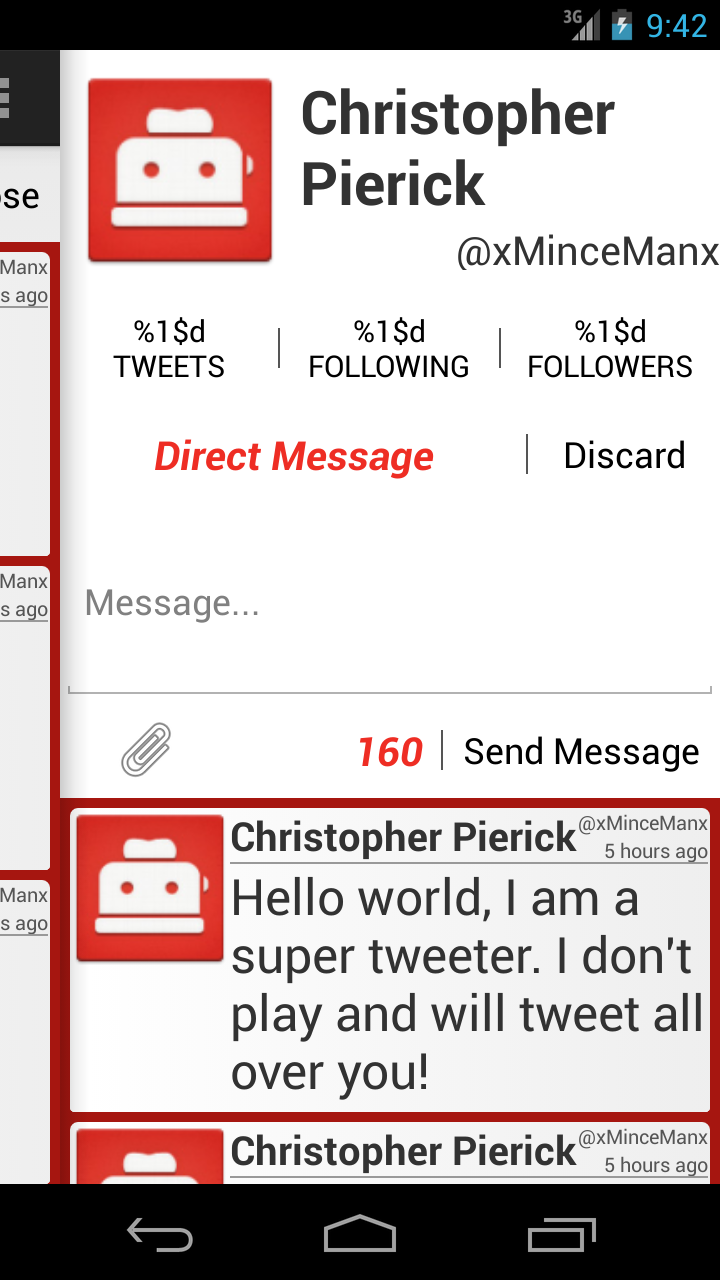 3G 9:42
Christopher
Pierick
@xMinceManx
%1$d %1$d %1$d
TWEETS FOLLOWING FOLLOWERS
Direct Message Discard
Message...
160 Send Message
Christopher Pierick @xMinceManx
5 hours ago
Hello world, I am a
super tweeter. I don't
play and will tweet all
over you!
Christopher Pierick @xMinceManx
5 hours ago
ose
Manx
s ago
Manx
s ago
Manx
s ago